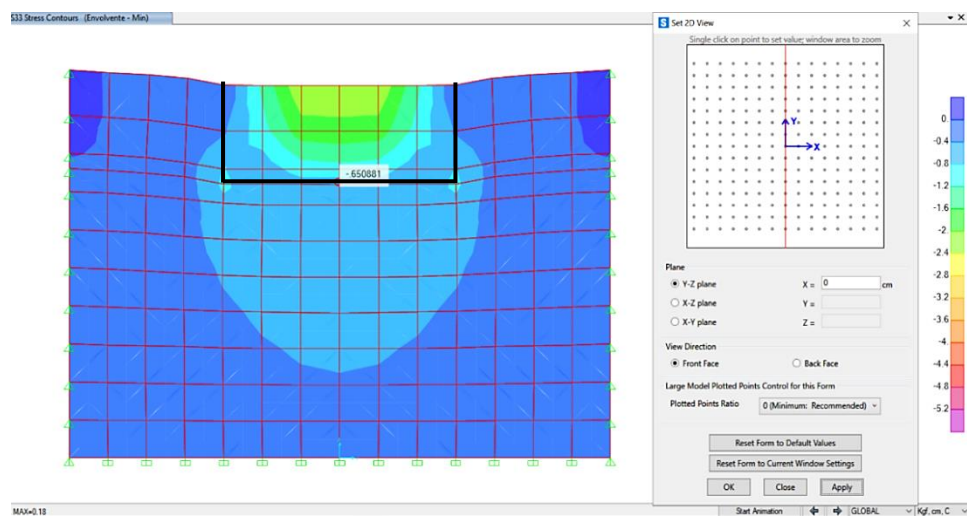 S33 Stress Contours (Envolvente - Min)
Set 2D View
Single click on point to set value; window area to zoom
Y
X
Plane
Y-Z plane
X = 0 cm
X-Z plane
Y =
X-Y plane
Z =
View Direction
Front Face
Back Face
Large Model Plotted Points Control for this Form
Plotted Points Ratio
0 (Minimum: Recommended)
Reset Form to Default Values
Reset Form to Current Window Settings
OK
Close
Apply
-.650881
0.
-0.4
-0.8
-1.2
-1.6
-2.
-2.4
-2.8
-3.2
-3.6
-4.
-4.4
-4.8
-5.2
MAX=0.18
Start Animation
GLOBAL
Kgf, cm, C